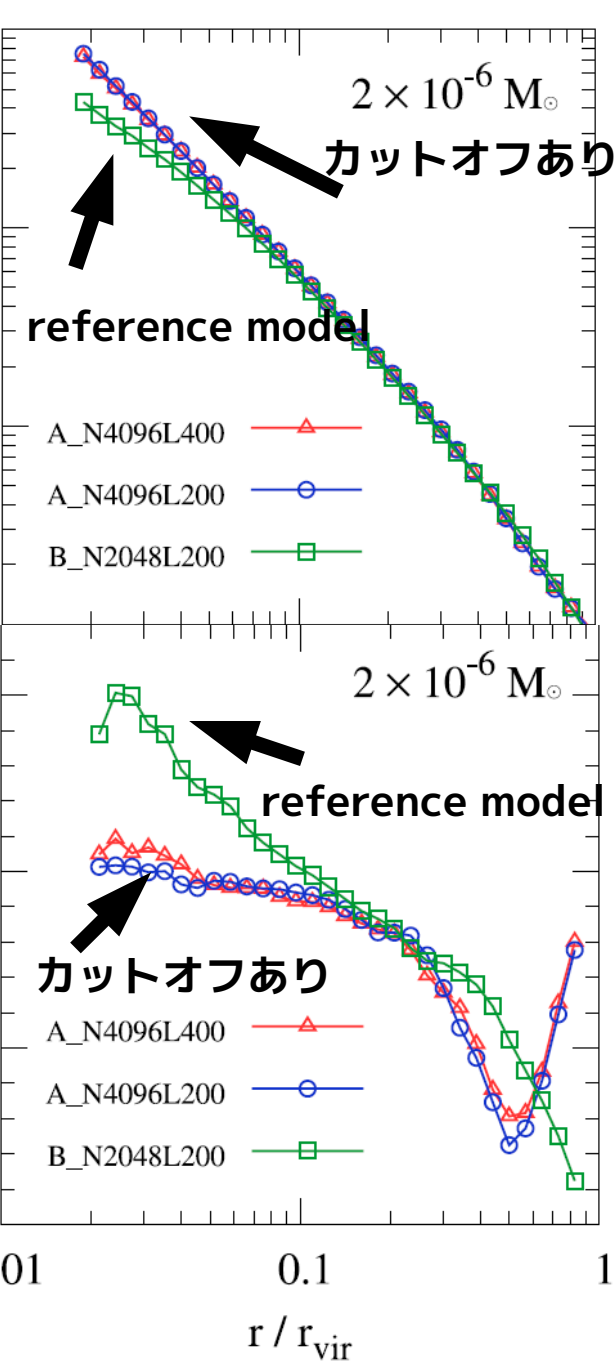 2 × 10⁻⁶ M☉
カットオフあり
reference model
A_N4096L400
A_N4096L200
B_N2048L200
2 × 10⁻⁶ M☉
reference model
カットオフあり
A_N4096L400
A_N4096L200
B_N2048L200
01 0.1 1
r / rvir